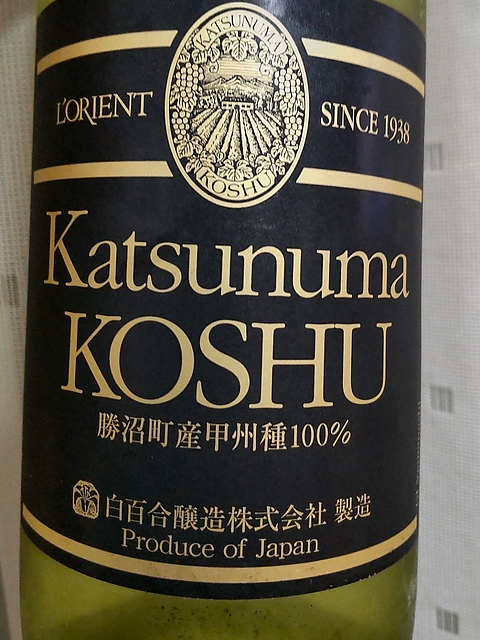 KATSUNUMA
L'ORIENT
SINCE 1938
KOSHU
Katsunuma
KOSHU
勝沼町産甲州種100%
白百合醸造株式会社 製造
Produce of Japan